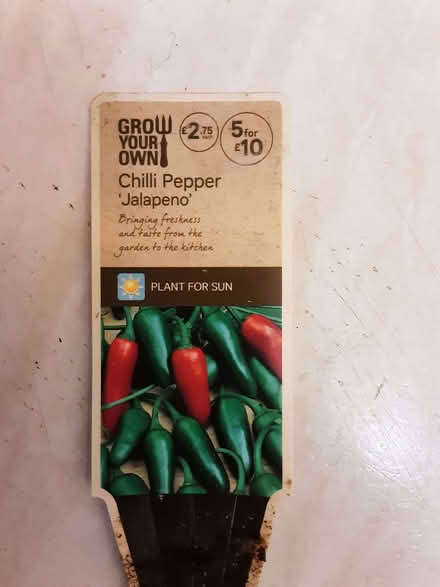 GROW
YOUR
OWN
£2.75
each
5 for
£10
Chilli Pepper
'Jalapeno'
Bringing freshness
and taste from the
garden to the kitchen
PLANT FOR SUN